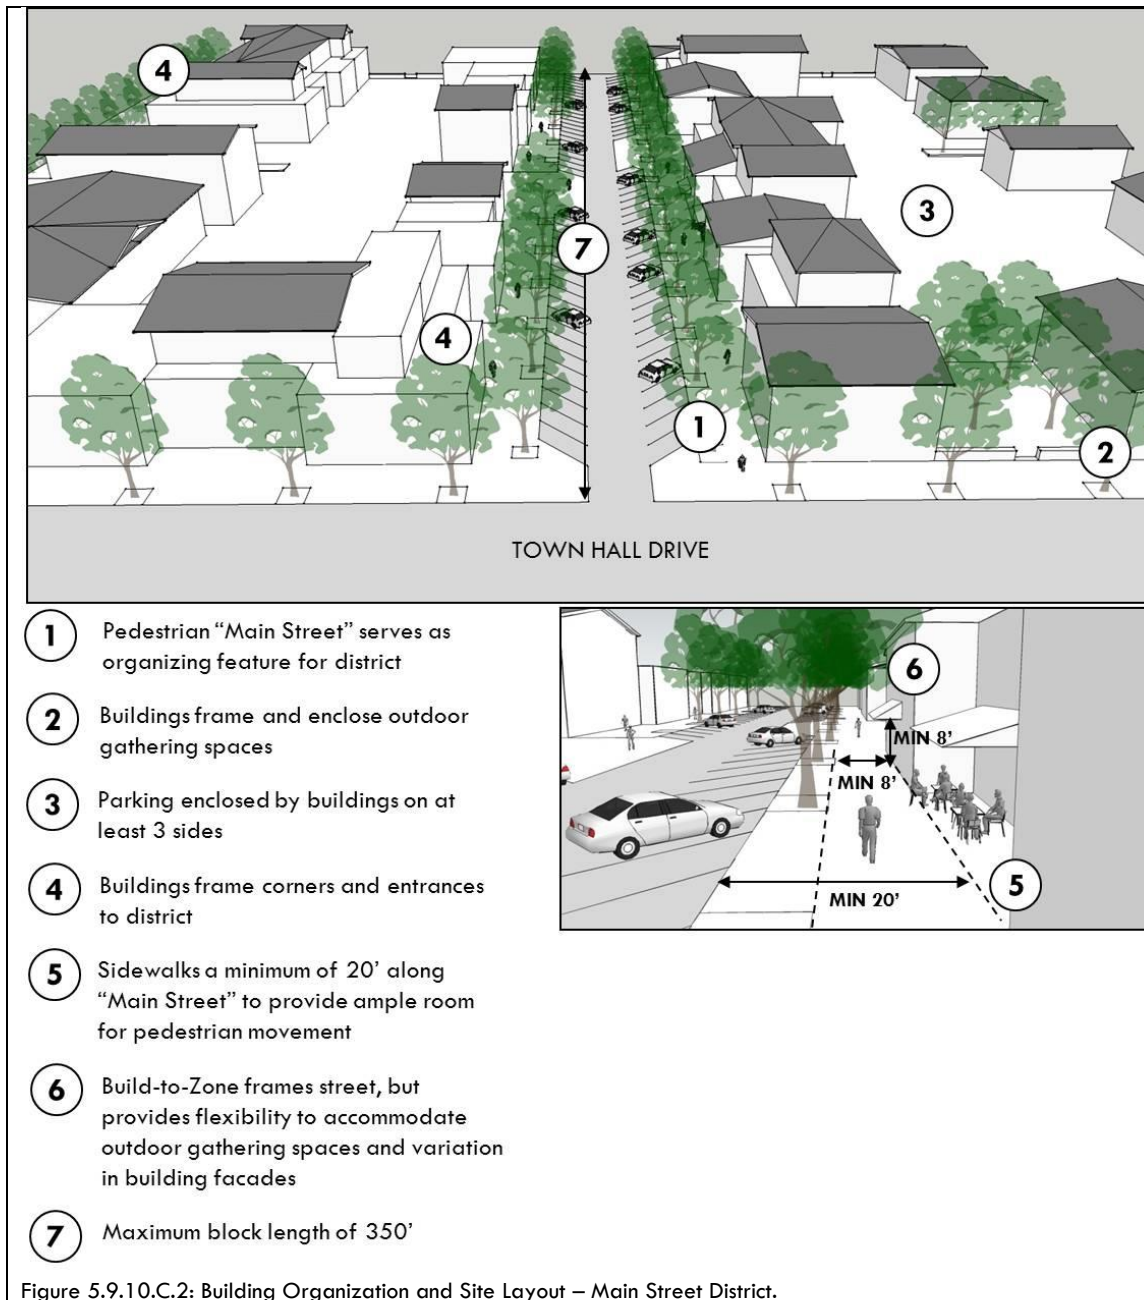 4
3
7
4
1
2
TOWN HALL DRIVE
1 Pedestrian “Main Street” serves as
organizing feature for district
2 Buildings frame and enclose outdoor
gathering spaces
3 Parking enclosed by buildings on at
least 3 sides
4 Buildings frame corners and entrances
to district
5 Sidewalks a minimum of 20’ along
“Main Street” to provide ample room
for pedestrian movement
6 Build-to-Zone frames street, but
provides flexibility to accommodate
outdoor gathering spaces and variation
in building facades
7 Maximum block length of 350’
6
MIN 8’
MIN 8’
5
MIN 20’
Figure 5.9.10.C.2: Building Organization and Site Layout – Main Street District.